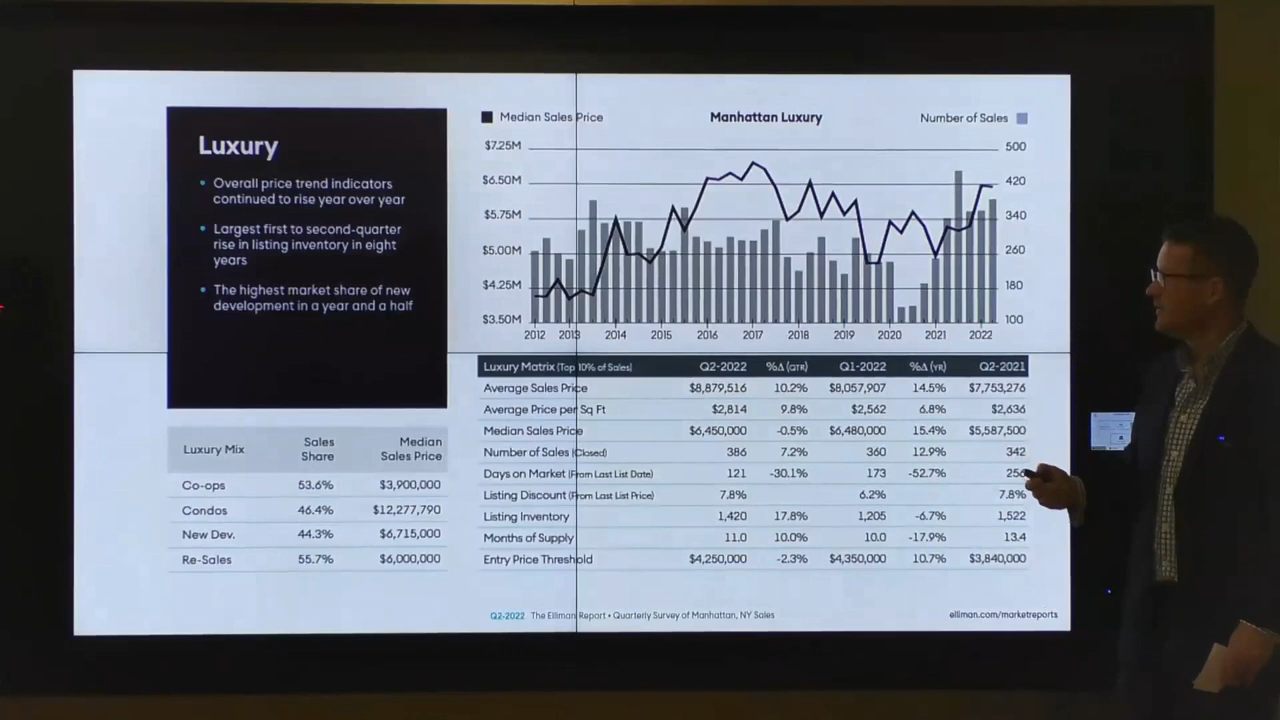 Luxury
• Overall price trend indicators
continued to rise year over year
• Largest first to second-quarter
rise in listing inventory in eight
years
• The highest market share of new
development in a year and a half
Luxury Mix Sales Share Median Sales Price
Co-ops 53.6% $3,900,000
Condos 46.4% $12,277,790
New Dev. 44.3% $6,715,000
Re-Sales 55.7% $6,000,000
Median Sales Price Manhattan Luxury Number of Sales
$7.25M 500
$6.50M 420
$5.75M 340
$5.00M 260
$4.25M 180
$3.50M 100
2012 2013 2014 2015 2016 2017 2018 2019 2020 2021 2022
Luxury Matrix (Top 10% of Sales) Q2-2022 %Δ (QTR) Q1-2022 %Δ (YR) Q2-2021
Average Sales Price $8,879,516 10.2% $8,057,907 14.5% $7,753,276
Average Price per Sq Ft $2,814 9.8% $2,562 6.8% $2,636
Median Sales Price $6,450,000 -0.5% $6,480,000 15.4% $5,587,500
Number of Sales (Closed) 386 7.2% 360 12.9% 342
Days on Market (From Last List Date) 121 -30.1% 173 -52.7% 256
Listing Discount (From Last List Price) 7.8% 6.2% 7.8%
Listing Inventory 1,420 17.8% 1,205 -6.7% 1,522
Months of Supply 11.0 10.0% 10.0 -17.9% 13.4
Entry Price Threshold $4,250,000 -2.3% $4,350,000 10.7% $3,840,000
Q2-2022 The Elliman Report • Quarterly Survey of Manhattan, NY Sales elliman.com/marketreports